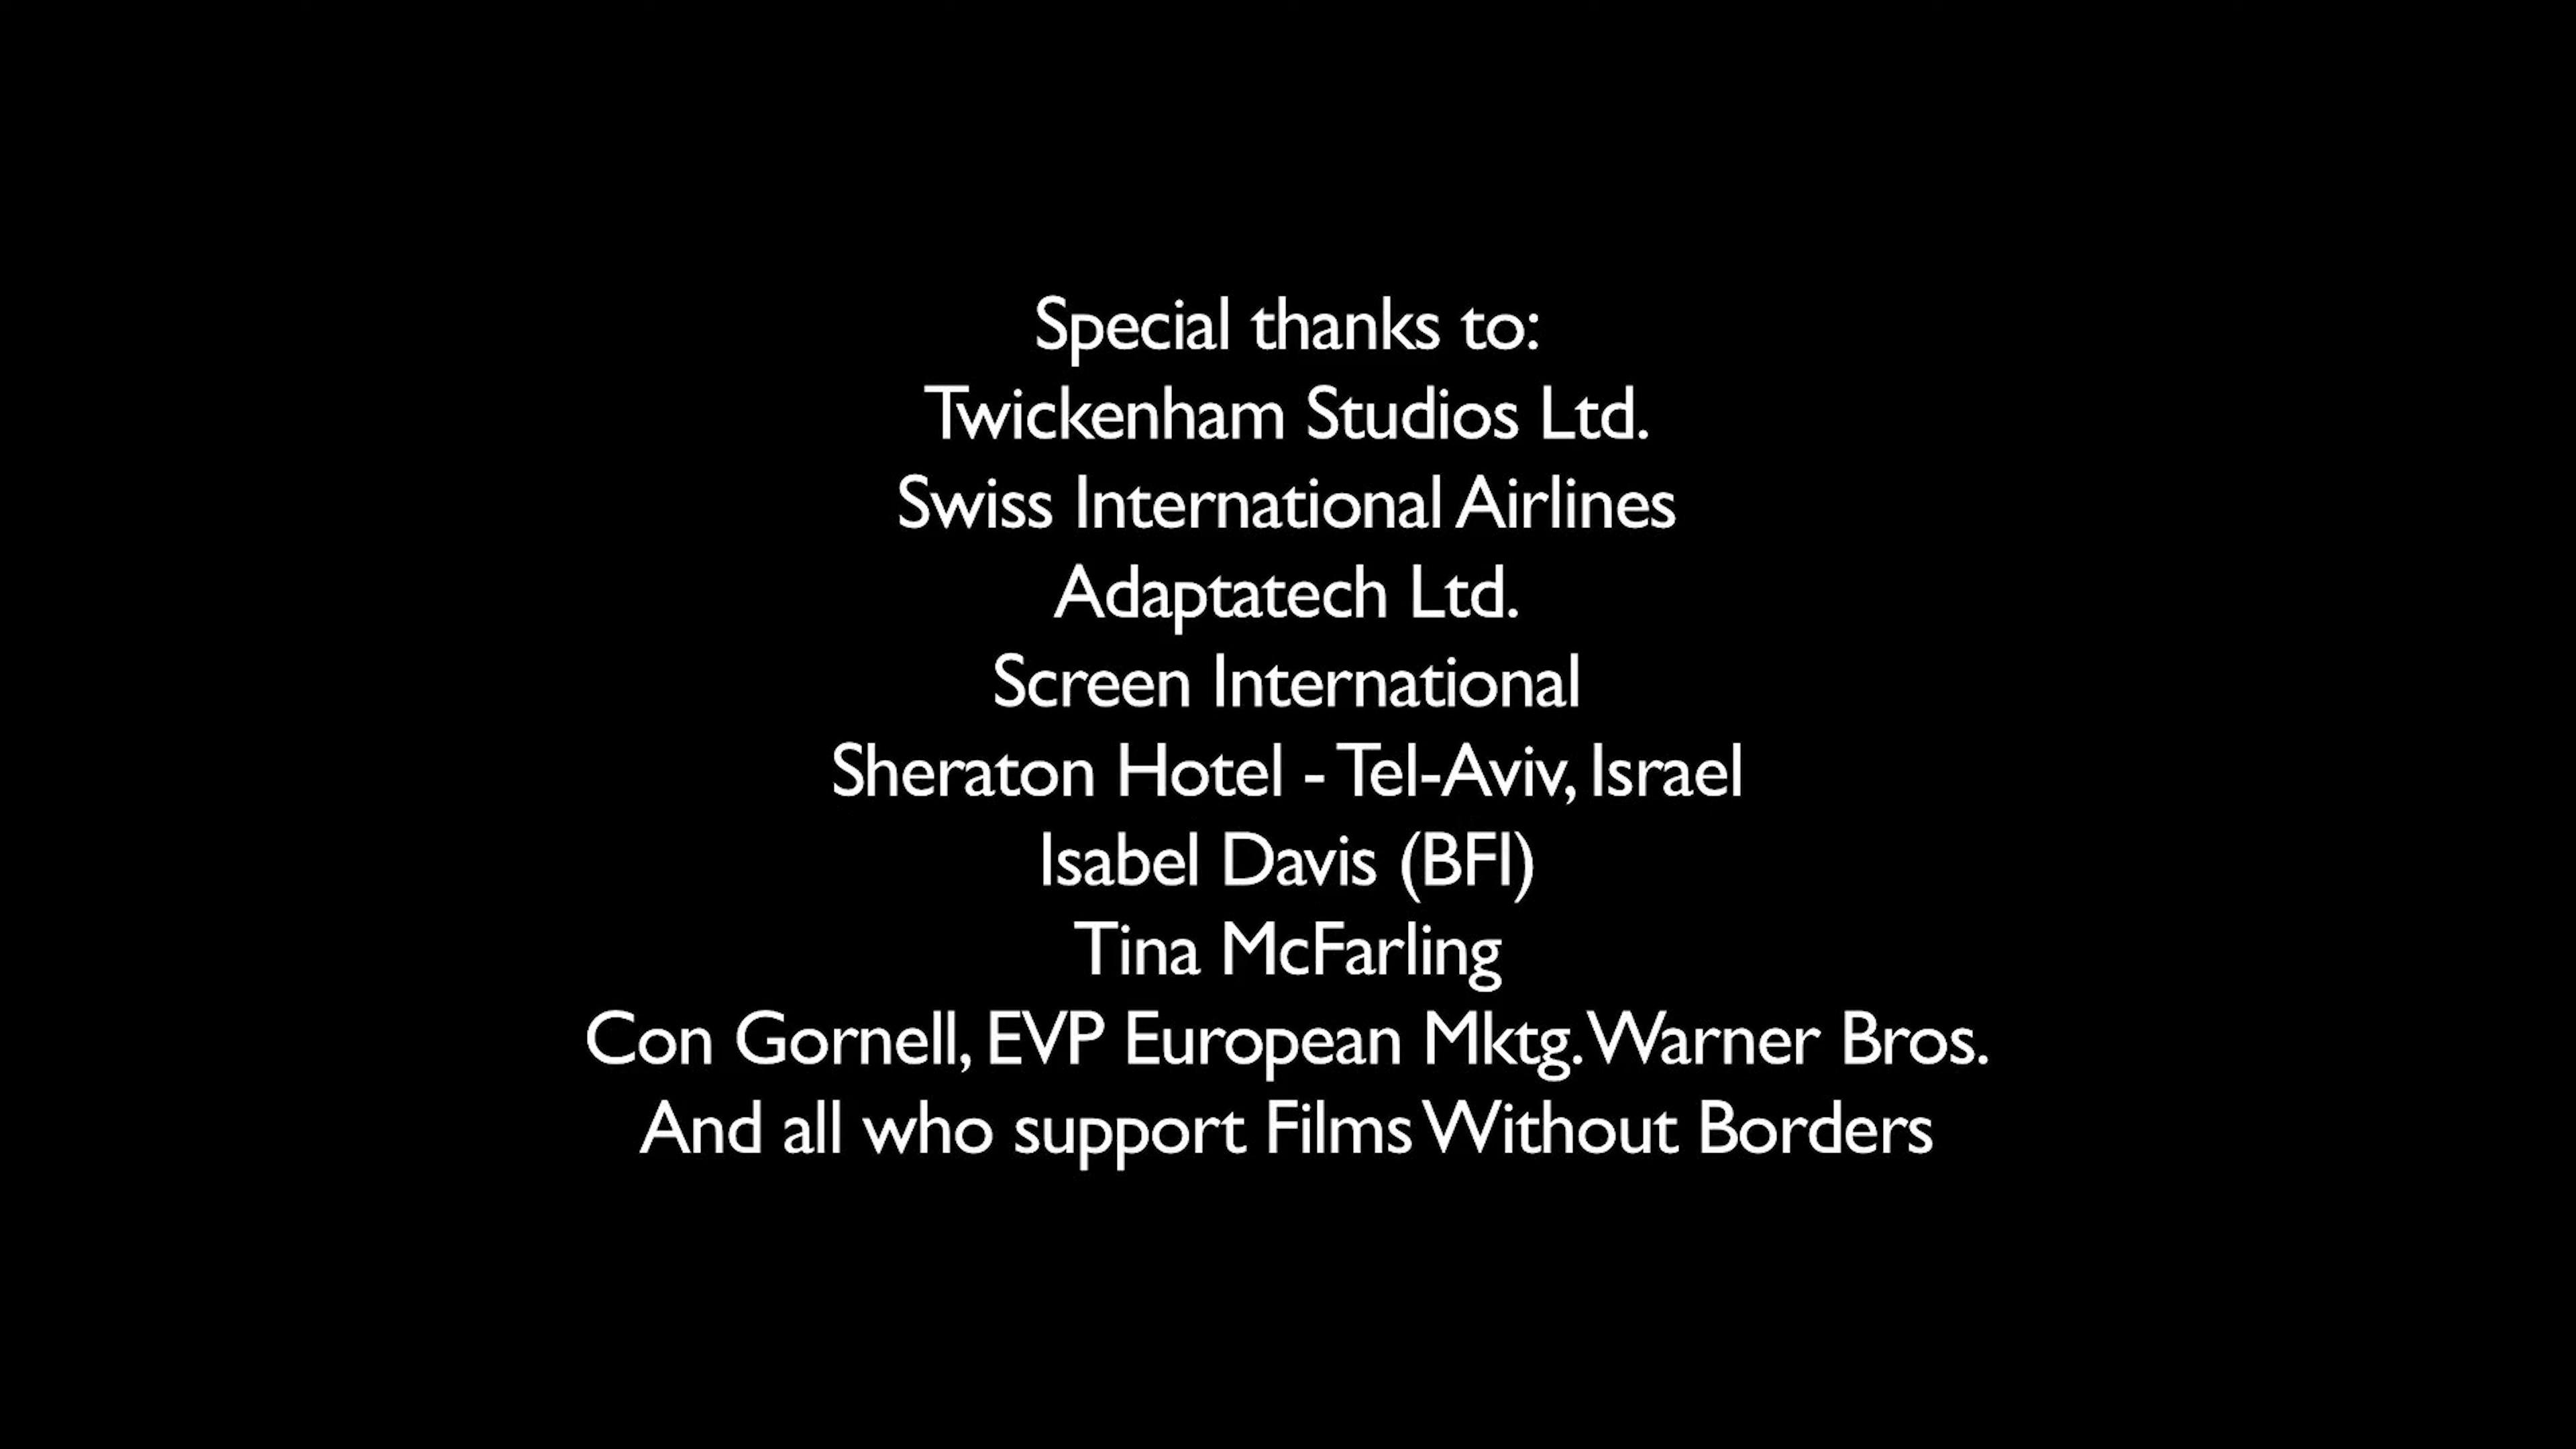 Special thanks to:
Twickenham Studios Ltd.
Swiss International Airlines
Adaptatech Ltd.
Screen International
Sheraton Hotel - Tel-Aviv, Israel
Isabel Davis (BFI)
Tina McFarling
Con Gornell, EVP European Mktg. Warner Bros.
And all who support Films Without Borders